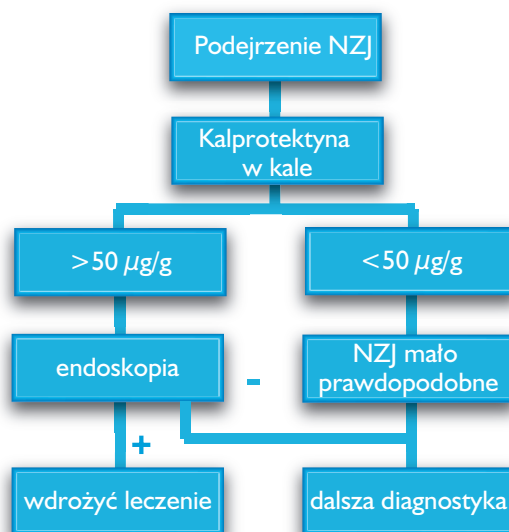 Podejrzenie NZJ
Kalprotektyna
w kale
>50 µg/g
<50 µg/g
endoskopia
-
NZJ mało
prawdopodobne
+
wdrożyć leczenie
dalsza diagnostyka